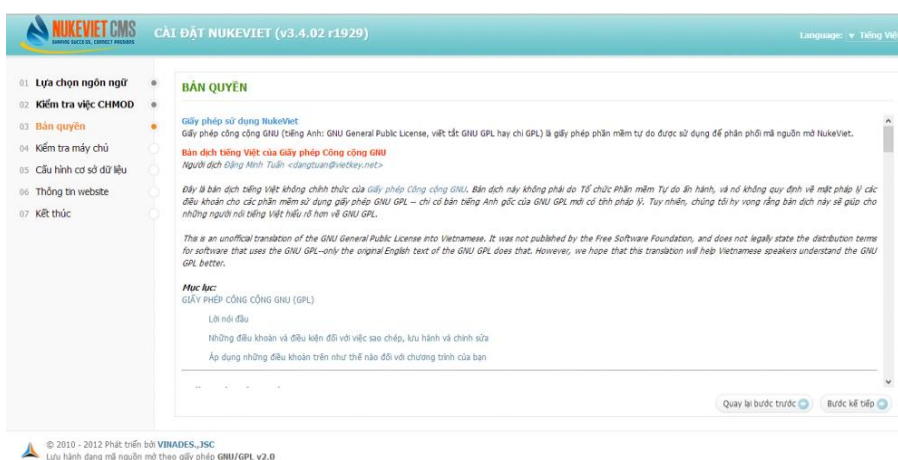 NUKEVIET CMS
CÀI ĐẶT NUKEVIET (v3.4.02 r1929)
Language: ▼ Tiếng Việ
01 Lựa chọn ngôn ngữ
02 Kiểm tra việc CHMOD
03 Bản quyền
04 Kểm tra máy chủ
05 Cấu hình cơ sở dữ liệu
06 Thông tin website
07 Kết thúc
BẢN QUYỀN
Giấy phép sử dụng NukeViet
Giấy phép công cộng GNU (tiếng Anh: GNU General Public License, viết tắt GNU GPL hay chỉ GPL) là giấy phép phần mềm tự do được sử dụng để phân phối mã nguồn mở NukeViet.
Bản dịch tiếng Việt của Giấy phép Công cộng GNU
Người dịch Đặng Minh Tuấn <dangtuan@vietkey.net>
Đây là bản dịch tiếng Việt không chính thức của Giấy phép Công cộng GNU. Bản dịch này không phải do Tổ chức Phần mềm Tự do ấn hành, và nó không quy định về mặt pháp lý các
điều khoản cho các phần mềm sử dụng giấy phép GNU GPL -- chỉ có bản tiếng Anh gốc của GNU GPL mới có tính pháp lý. Tuy nhiên, chúng tôi hy vọng rằng bản dịch này sẽ giúp cho
những người nói tiếng Việt hiểu rõ hơn về GNU GPL.
This is an unofficial translation of the GNU General Public License into Vietnamese. It was not published by the Free Software Foundation, and does not legally state the distribution terms
for software that uses the GNU GPL--only the original English text of the GNU GPL does that. However, we hope that this translation will help Vietnamese speakers understand the GNU
GPL better.
Mục lục:
GIẤY PHÉP CÔNG CỘNG GNU (GPL)
Lời nói đầu
Những điều khoản và điều kiện đối với việc sao chép, lưu hành và chỉnh sửa
Áp dụng những điều khoản trên như thế nào đối với chương trình của bạn
Quay lại bước trước
Bước kế tiếp
© 2010 - 2012 Phát triển bởi VINADES.,JSC
Lưu hành dạng mã nguồn mở theo giấy phép GNU/GPL v2.0